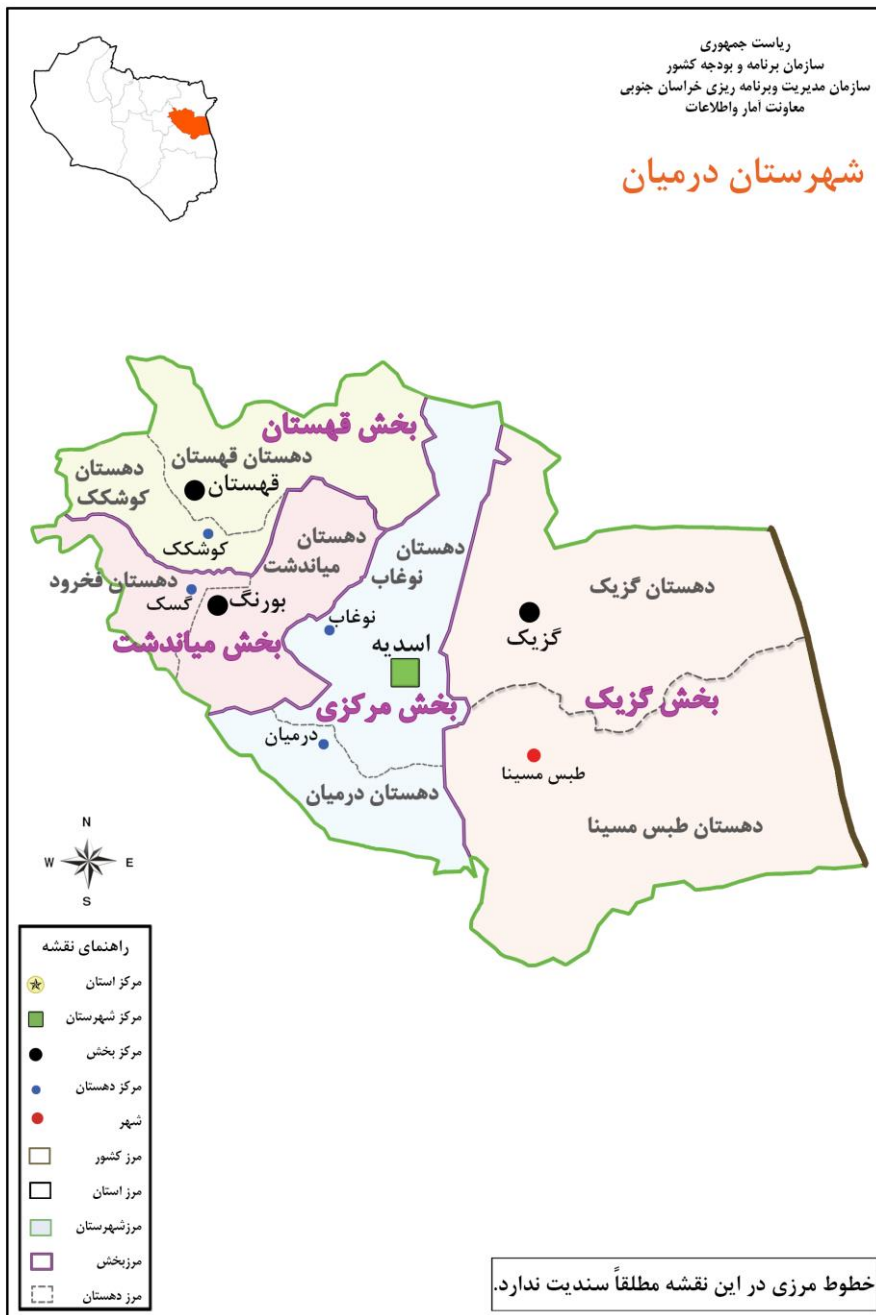 ریاست جمهوری
سازمان برنامه و بودجه کشور
سازمان مدیریت وبرنامه ریزی خراسان جنوبی
معاونت آمار واطلاعات
شهرستان درمیان
بخش قهستان
دهستان قهستان
دهستان
کوشکک
قهستان
کوشکک
دهستان
میاندشت
دهستان
نوغاب
دهستان فخرود
گسک
بورنگ
نوغاب
بخش میاندشت
اسدیه
دهستان گزیک
گزیک
بخش مرکزی
بخش گزیک
درمیان
طبس مسینا
دهستان درمیان
دهستان طبس مسینا
N
W
E
S
راهنمای نقشه
مرکز استان
مرکز شهرستان
مرکز بخش
مرکز دهستان
شهر
مرز کشور
مرز استان
مرزشهرستان
مرزبخش
مرز دهستان
خطوط مرزی در این نقشه مطلقاً سندیت ندارد.